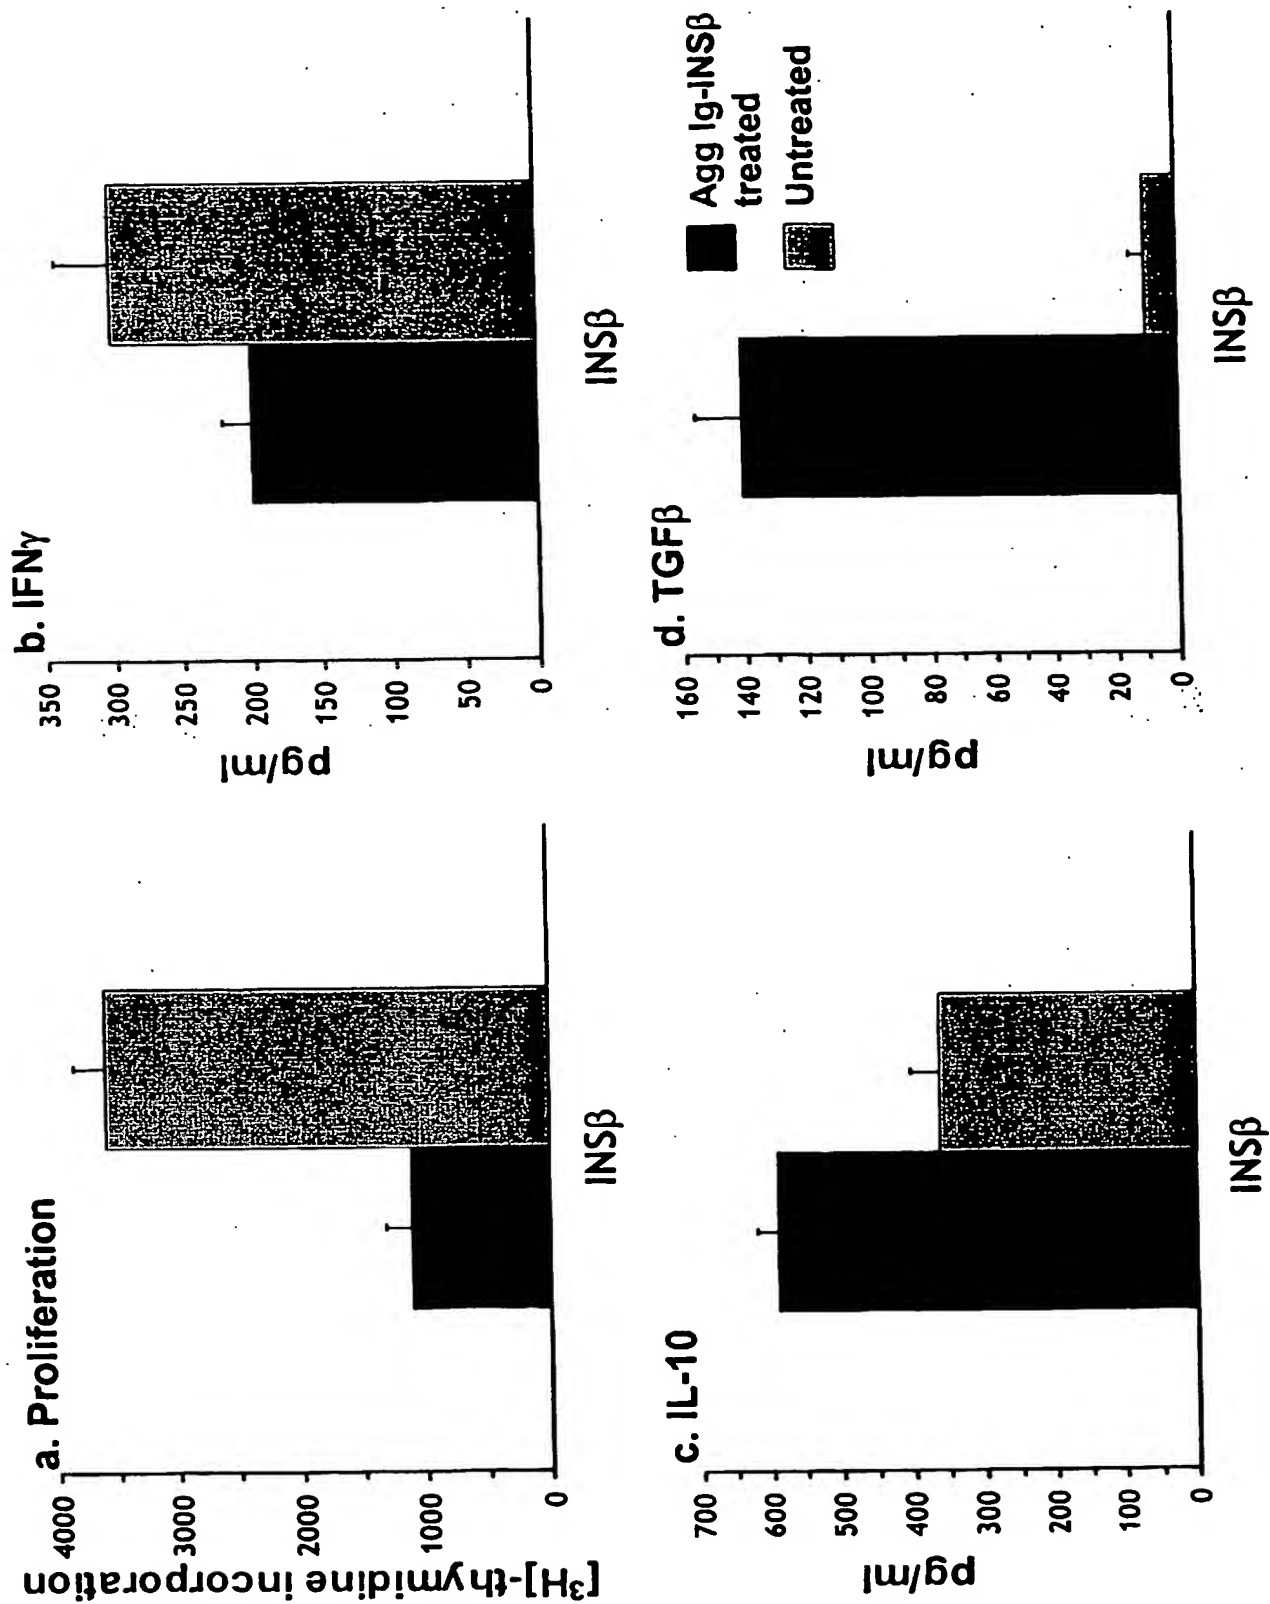 a. Proliferation
[³H]-thymidine incorporation
4000
3000
2000
1000
0
INSβ
b. IFNγ
pg/ml
350
300
250
200
150
100
50
0
INSβ
c. IL-10
pg/ml
700
600
500
400
300
200
100
0
INSβ
d. TGFβ
pg/ml
160
140
120
100
80
60
40
20
0
INSβ
Agg Ig-INSβ
treated
Untreated